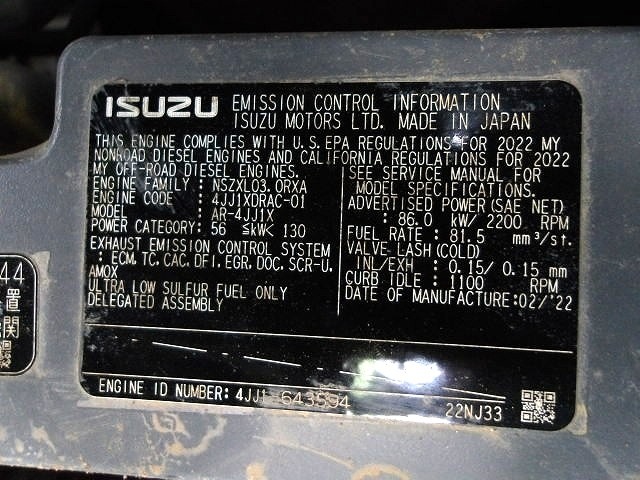 ISUZU EMISSION CONTROL INFORMATION
ISUZU MOTORS LTD. MADE IN JAPAN
THIS ENGINE COMPLIES WITH U.S. EPA REGULATIONS FOR 2022 MY
NONROAD DIESEL ENGINES AND CALIFORNIA REGULATIONS FOR 2022
MY OFF-ROAD DIESEL ENGINES.
ENGINE FAMILY : NSZXL03.0RXA
ENGINE CODE : 4JJ1XDRAC-01
MODEL : AR-4JJ1X
POWER CATEGORY: 56 ≦kW< 130
EXHAUST EMISSION CONTROL SYSTEM
: ECM, TC, CAC, DFI, EGR, DOC, SCR-U,
AMOX
ULTRA LOW SULFUR FUEL ONLY
DELEGATED ASSEMBLY
SEE SERVICE MANUAL FOR
MODEL SPECIFICATIONS.
ADVERTISED POWER(SAE NET)
: 86.0 kW/ 2200 RPM
FUEL RATE : 81.5 mm³/st.
VALVE LASH(COLD)
INL/EXH : 0.15/ 0.15 mm
CURB IDLE : 1100 RPM
DATE OF MANUFACTURE:02/'22
ENGINE ID NUMBER: 4JJ1 643594
22NJ33
44
置
関